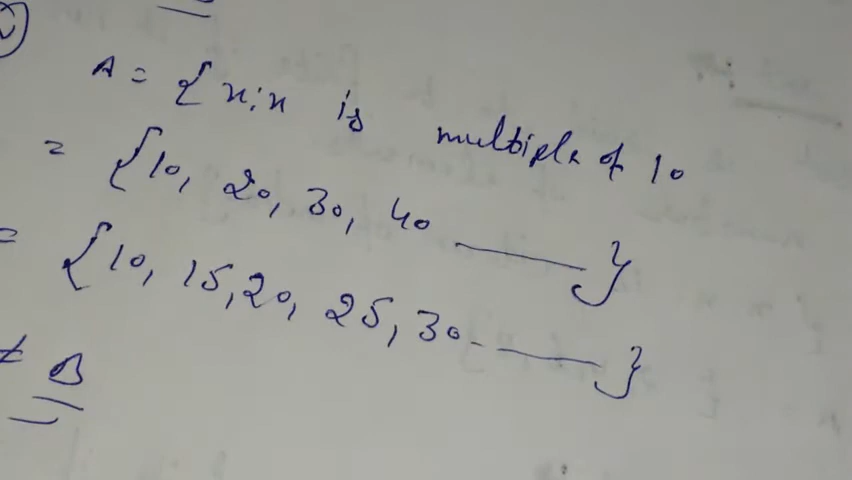 A = {x:x is multiple of 10
= {10, 20, 30, 40 ——}
= {10, 15, 20, 25, 30 - ——}
≠ B